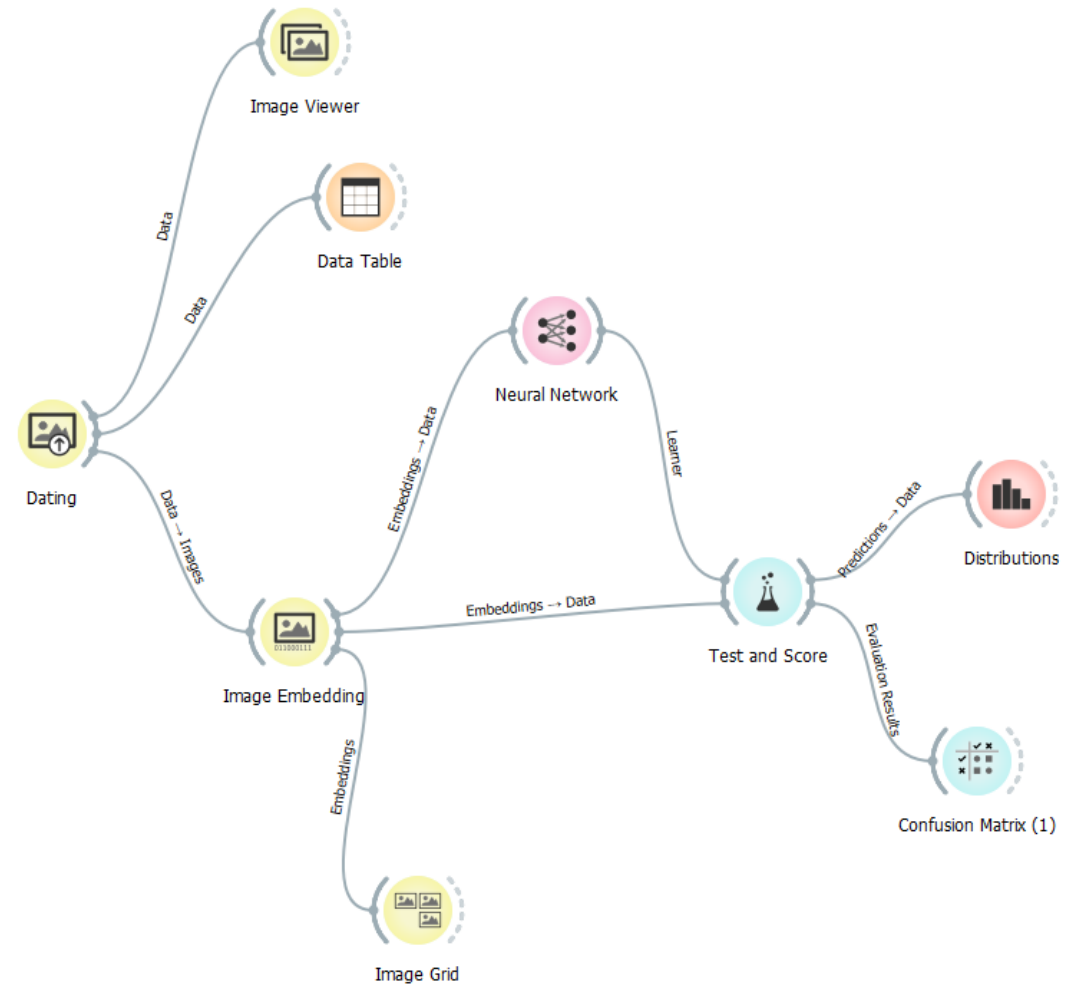 Image Viewer
Data
Data Table
Data
Neural Network
Embeddings → Data
Learner
Dating
Data → Images
Predictions → Data
Distributions
Embeddings → Data
Test and Score
011000111
Image Embedding
Evaluation Results
Embeddings
Confusion Matrix (1)
Image Grid